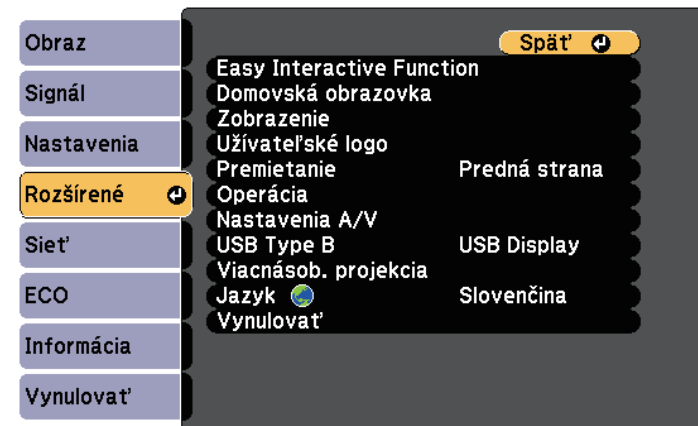 Obraz
Signál
Nastavenia
Rozšírené
Sieť
ECO
Informácia
Vynulovať
Späť
Easy Interactive Function
Domovská obrazovka
Zobrazenie
Užívateľské logo
Premietanie Predná strana
Operácia
Nastavenia A/V
USB Type B USB Display
Viacnásob. projekcia
Jazyk Slovenčina
Vynulovať